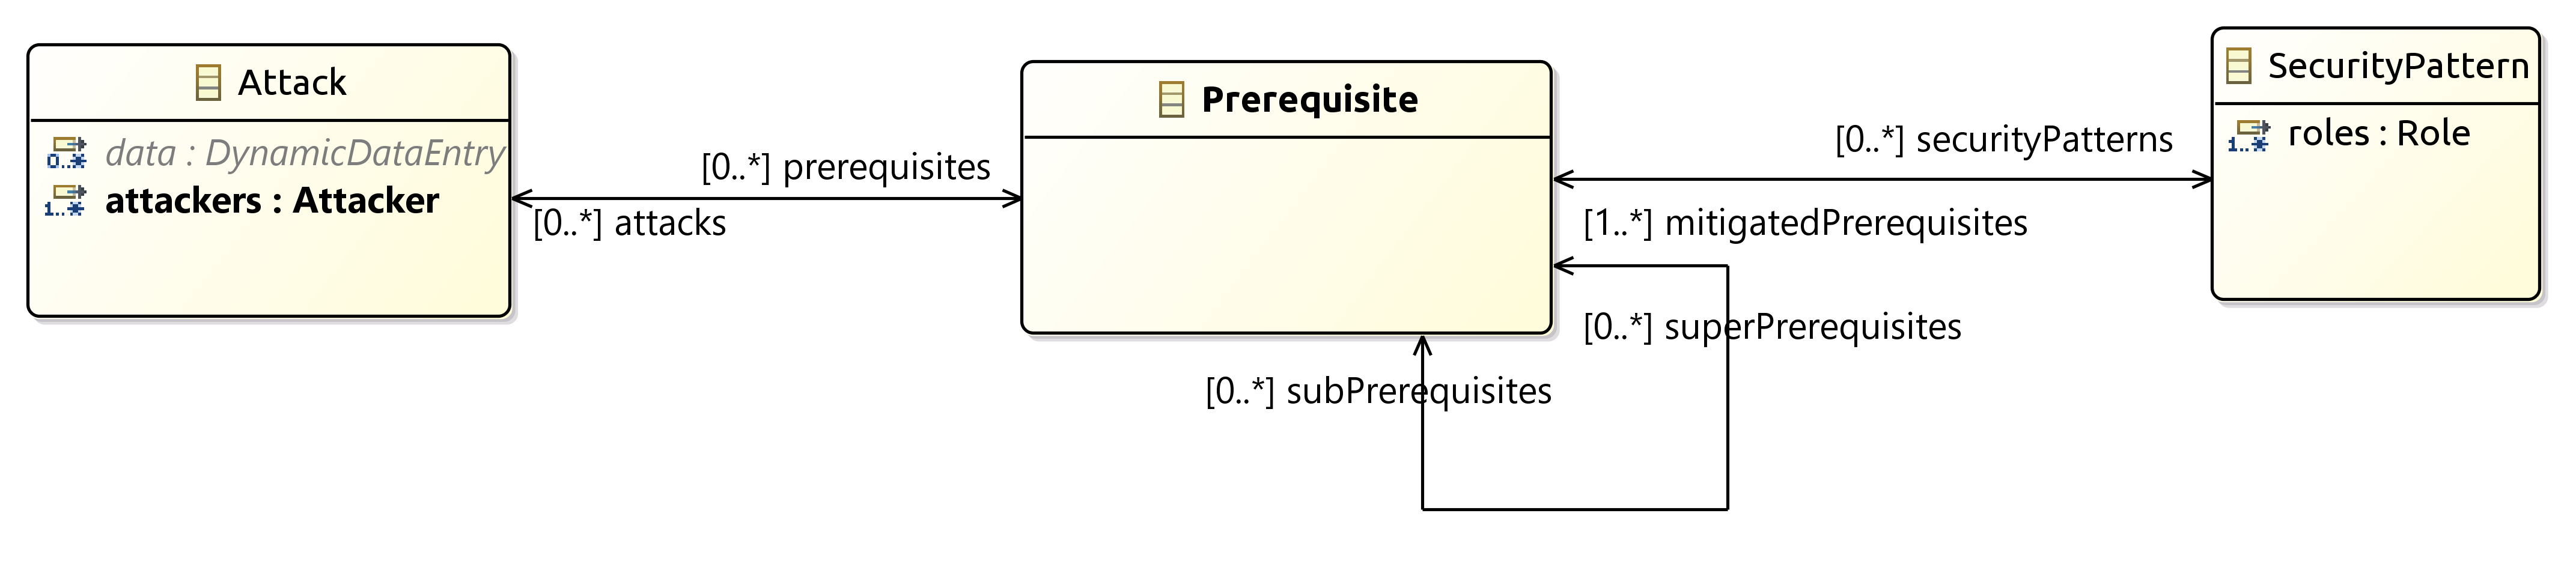 Attack
0..* data : DynamicDataEntry
1..* attackers : Attacker
[0..*] prerequisites
[0..*] attacks
Prerequisite
[0..*] securityPatterns
[1..*] mitigatedPrerequisites
[0..*] superPrerequisites
[0..*] subPrerequisites
SecurityPattern
1..* roles : Role